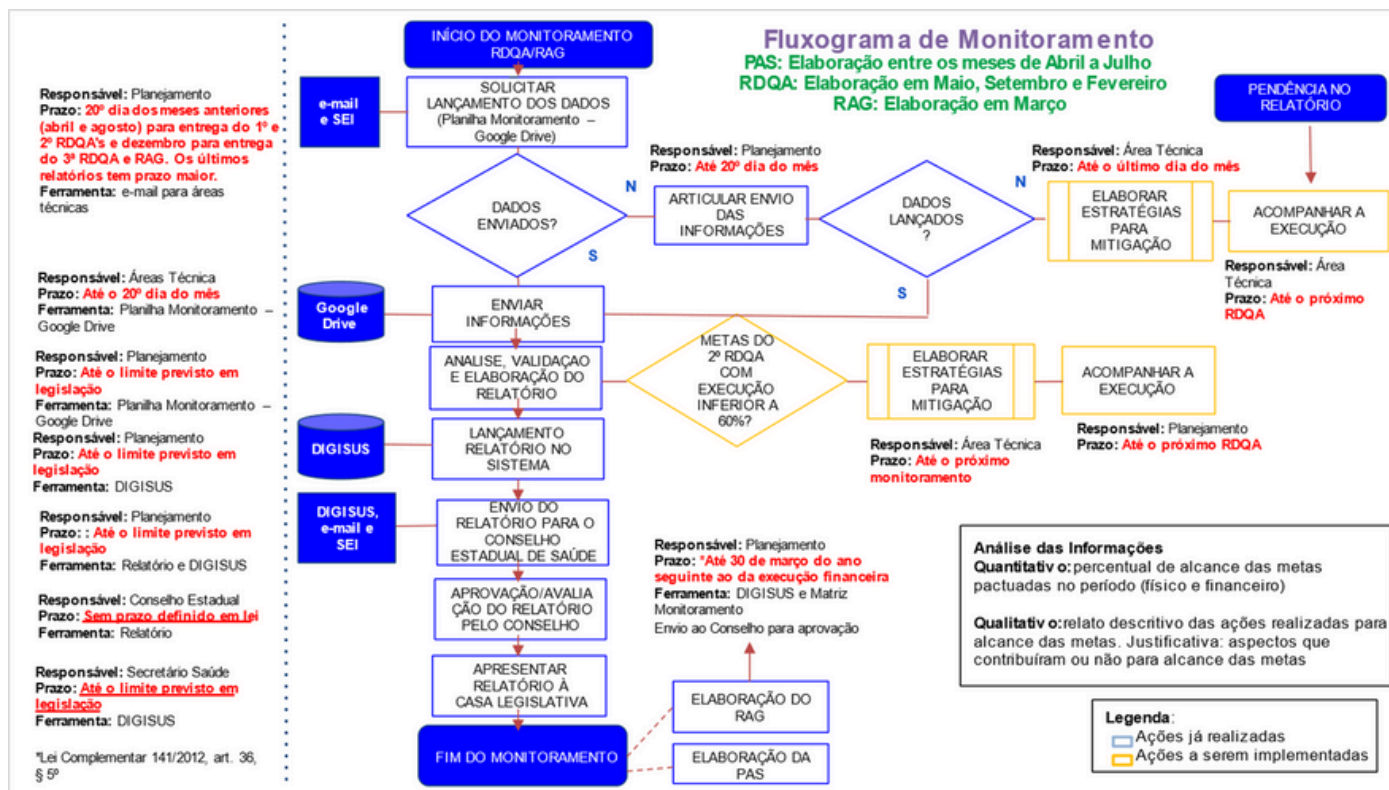 Fluxograma de Monitoramento
PAS: Elaboração entre os meses de Abril a Julho
RDQA: Elaboração em Maio, Setembro e Fevereiro
RAG: Elaboração em Março
INÍCIO DO MONITORAMENTO
RDQA/RAG
Responsável: Planejamento
Prazo: 20º dia dos meses anteriores
(abril e agosto) para entrega do 1º e
2º RDQA's e dezembro para entrega
do 3ª RDQA e RAG. Os últimos
relatórios tem prazo maior.
Ferramenta: e-mail para áreas
técnicas
e-mail
e SEI
SOLICITAR
LANÇAMENTO DOS DADOS
(Planilha Monitoramento –
Google Drive)
DADOS
ENVIADOS?
N
S
Responsável: Planejamento
Prazo: Até 20º dia do mês
ARTICULAR ENVIO
DAS
INFORMAÇÕES
DADOS
LANÇADOS
?
N
S
Responsável: Área Técnica
Prazo: Até o último dia do mês
ELABORAR
ESTRATÉGIAS
PARA
MITIGAÇÃO
PENDÊNCIA NO
RELATÓRIO
ACOMPANHAR A
EXECUÇÃO
Responsável: Área
Técnica
Prazo: Até o próximo
RDQA
Responsável: Áreas Técnica
Prazo: Até o 20º dia do mês
Ferramenta: Planilha Monitoramento –
Google Drive
Google
Drive
ENVIAR
INFORMAÇÕES
Responsável: Planejamento
Prazo: Até o limite previsto em
legislação
Ferramenta: Planilha Monitoramento –
Google Drive
ANALISE, VALIDAÇAO
E ELABORAÇÃO DO
RELATÓRIO
METAS DO
2º RDQA
COM
EXECUÇÃO
INFERIOR A
60%?
ELABORAR
ESTRATÉGIAS
PARA
MITIGAÇÃO
Responsável: Área Técnica
Prazo: Até o próximo
monitoramento
ACOMPANHAR A
EXECUÇÃO
Responsável: Planejamento
Prazo: Até o próximo RDQA
Responsável: Planejamento
Prazo: Até o limite previsto em
legislação
Ferramenta: DIGISUS
DIGISUS
LANÇAMENTO
RELATÓRIO NO
SISTEMA
Responsável: Planejamento
Prazo: : Até o limite previsto em
legislação
Ferramenta: Relatório e DIGISUS
DIGISUS,
e-mail e
SEI
ENVIO DO
RELATÓRIO PARA O
CONSELHO
ESTADUAL DE SAÚDE
Responsável: Conselho Estadual
Prazo: Sem prazo definido em lei
Ferramenta: Relatório
APROVAÇÃO/AVALIA
ÇÃO DO RELATÓRIO
PELO CONSELHO
Responsável: Secretário Saúde
Prazo: Até o limite previsto em
legislação
Ferramenta: DIGISUS
APRESENTAR
RELATÓRIO À
CASA LEGISLATIVA
FIM DO MONITORAMENTO
Responsável: Planejamento
Prazo: *Até 30 de março do ano
seguinte ao da execução financeira
Ferramenta: DIGISUS e Matriz
Monitoramento
Envio ao Conselho para aprovação
ELABORAÇÃO DO
RAG
ELABORAÇÃO DA
PAS
Análise das Informações
Quantitativo:percentual de alcance das metas
pactuadas no período (físico e financeiro)
Qualitativo:relato descritivo das ações realizadas para
alcance das metas. Justificativa: aspectos que
contribuíram ou não para alcance das metas
Legenda:
Ações já realizadas
Ações a serem implementadas
*Lei Complementar 141/2012, art. 36,
§ 5º